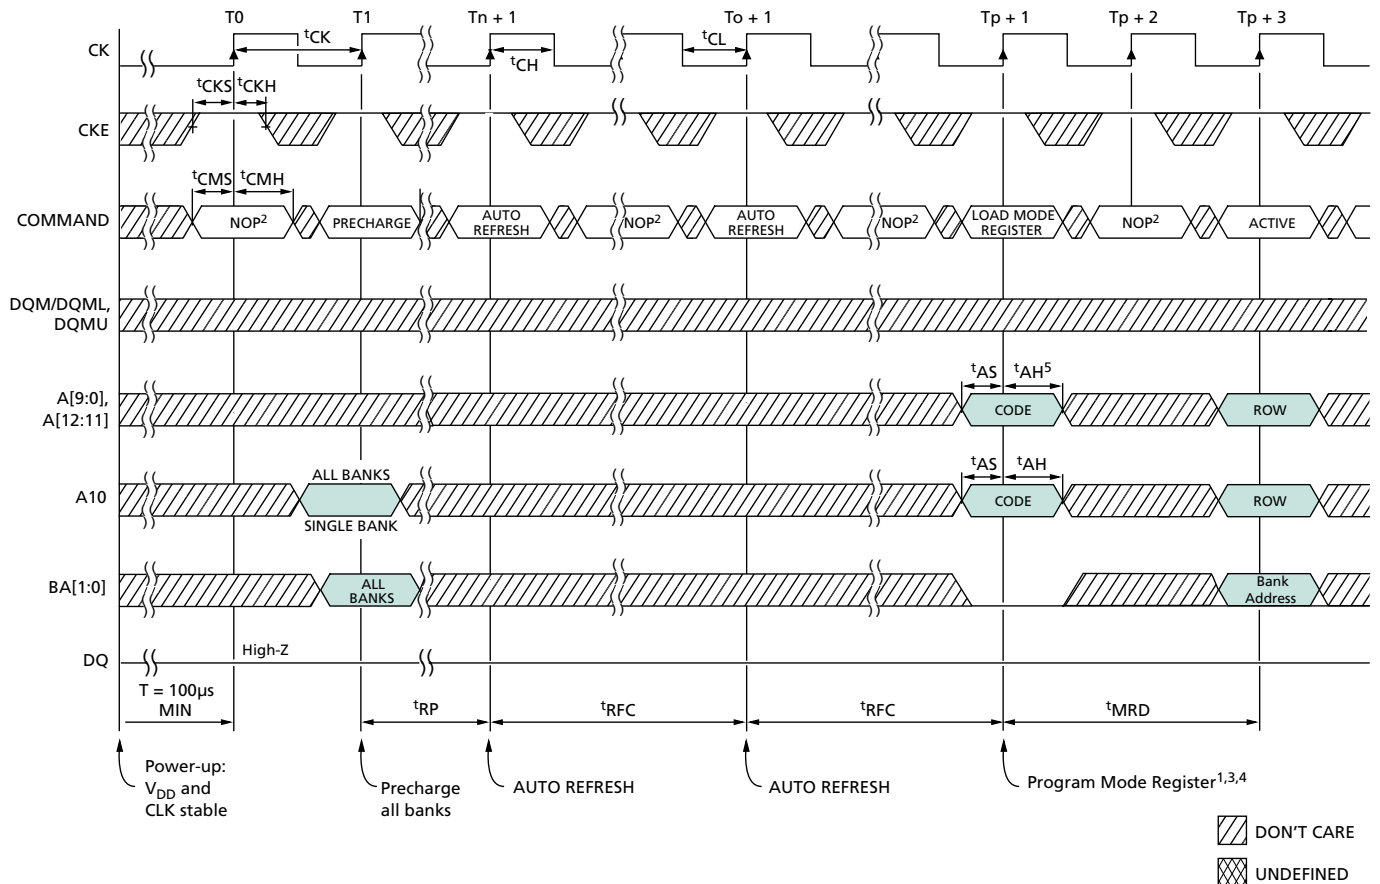 T0 T1 Tn + 1 To + 1 Tp + 1 Tp + 2 Tp + 3
CK
tCK
tCH
tCL
tCKS tCKH
CKE
tCMS tCMH
COMMAND
NOP2
PRECHARGE
AUTO
REFRESH
NOP2
AUTO
REFRESH
NOP2
LOAD MODE
REGISTER
NOP2
ACTIVE
DQM/DQML,
DQMU
tAS tAH5
A[9:0],
A[12:11]
CODE
ROW
ALL BANKS
tAS tAH
A10
CODE
ROW
SINGLE BANK
BA[1:0]
ALL
BANKS
Bank
Address
DQ
High-Z
T = 100µs
MIN
tRP
tRFC
tRFC
tMRD
Power-up:
VDD and
CLK stable
Precharge
all banks
AUTO REFRESH
AUTO REFRESH
Program Mode Register1,3,4
DON'T CARE
UNDEFINED